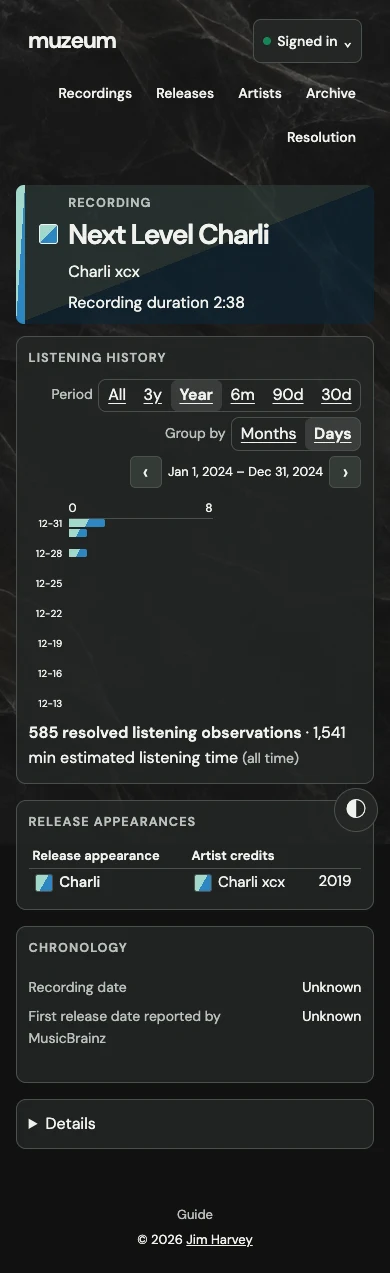 muzeum
Signed in
Recordings Releases Artists Archive
Resolution
RECORDING
Next Level Charli
Charli xcx
Recording duration 2:38
LISTENING HISTORY
Period All 3y Year 6m 90d 30d
Group by Months Days
‹ Jan 1, 2024 – Dec 31, 2024 ›
0 8
12-31
12-28
12-25
12-22
12-19
12-16
12-13
585 resolved listening observations · 1,541
min estimated listening time (all time)
RELEASE APPEARANCES
Release appearance Artist credits
Charli Charli xcx 2019
CHRONOLOGY
Recording date Unknown
First release date reported by Unknown
MusicBrainz
Details
Guide
© 2026 Jim Harvey